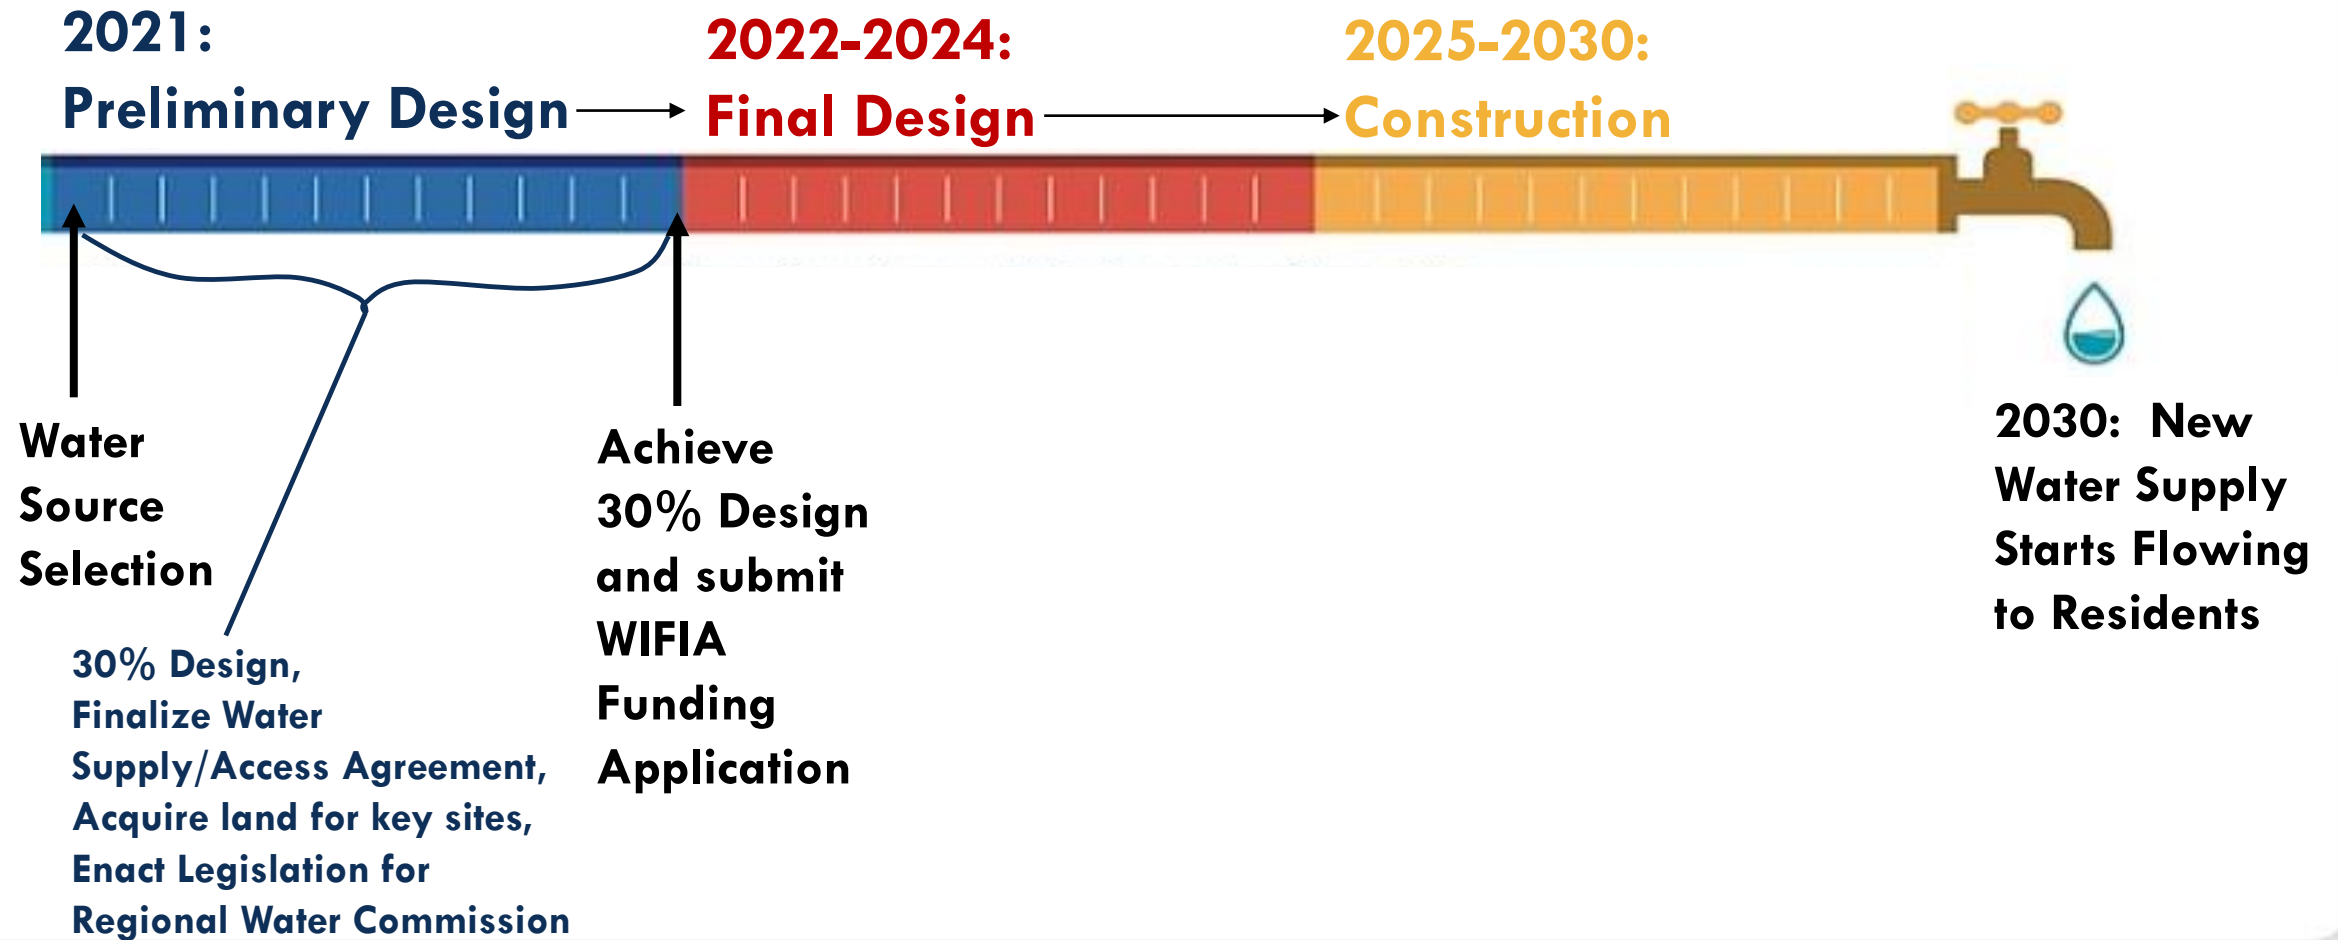 2021:
Preliminary Design
2022-2024:
Final Design
2025-2030:
Construction
Water
Source
Selection
30% Design,
Finalize Water
Supply/Access Agreement,
Acquire land for key sites,
Enact Legislation for
Regional Water Commission
Achieve
30% Design
and submit
WIFIA
Funding
Application
2030:  New
Water Supply
Starts Flowing
to Residents